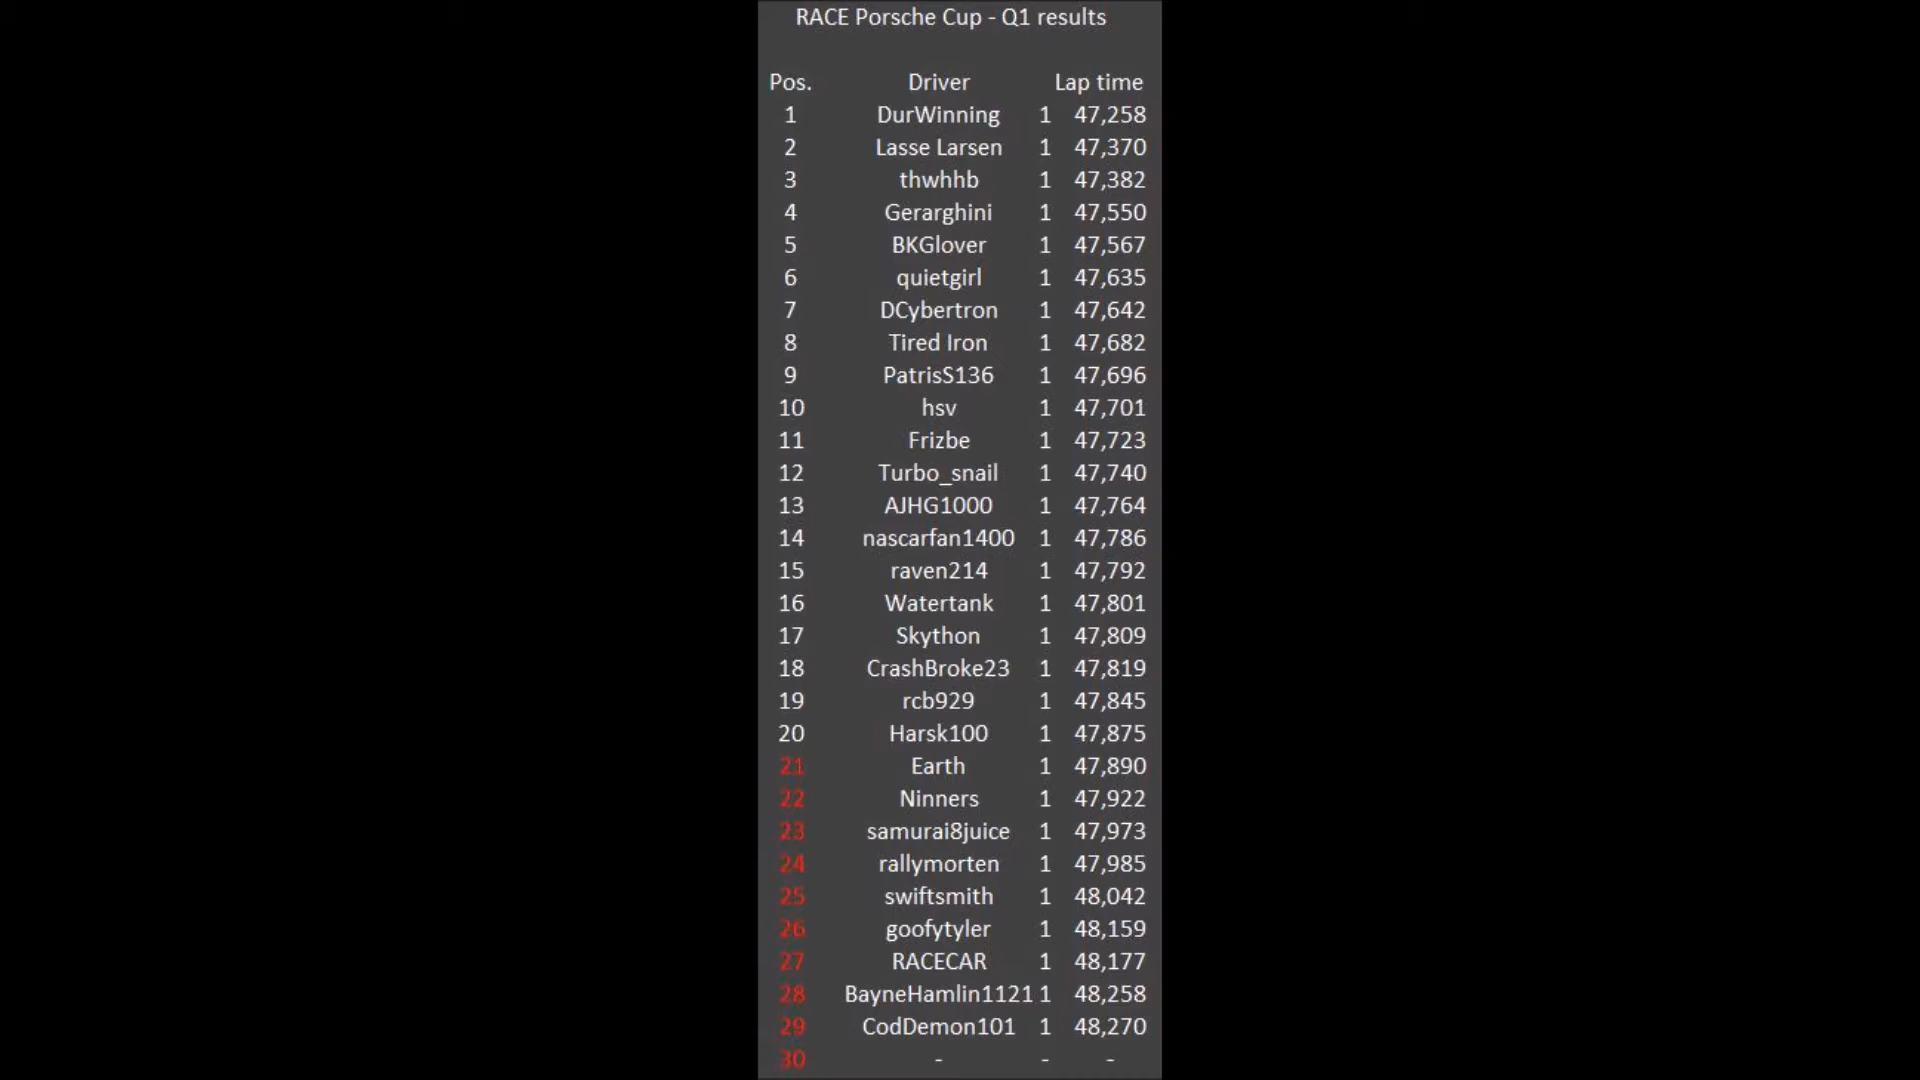 RACE Porsche Cup - Q1 results
Pos. Driver Lap time
1 DurWinning 1 47,258
2 Lasse Larsen 1 47,370
3 thwhhb 1 47,382
4 Gerarghini 1 47,550
5 BKGlover 1 47,567
6 quietgirl 1 47,635
7 DCybertron 1 47,642
8 Tired Iron 1 47,682
9 PatrisS136 1 47,696
10 hsv 1 47,701
11 Frizbe 1 47,723
12 Turbo_snail 1 47,740
13 AJHG1000 1 47,764
14 nascarfan1400 1 47,786
15 raven214 1 47,792
16 Watertank 1 47,801
17 Skython 1 47,809
18 CrashBroke23 1 47,819
19 rcb929 1 47,845
20 Harsk100 1 47,875
21 Earth 1 47,890
22 Ninners 1 47,922
23 samurai8juice 1 47,973
24 rallymorten 1 47,985
25 swiftsmith 1 48,042
26 goofytyler 1 48,159
27 RACECAR 1 48,177
28 BayneHamlin1121 1 48,258
29 CodDemon101 1 48,270
30 - - -